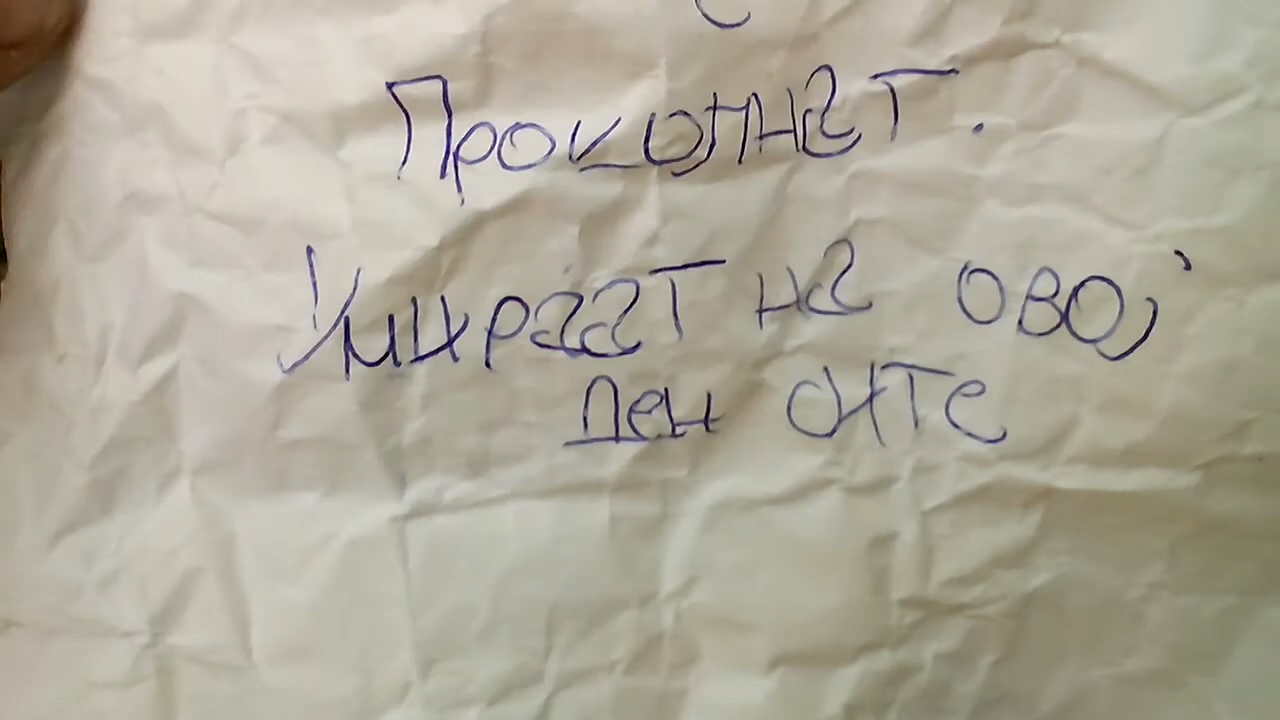 Проколнат.
Умираат на овој
ден сите